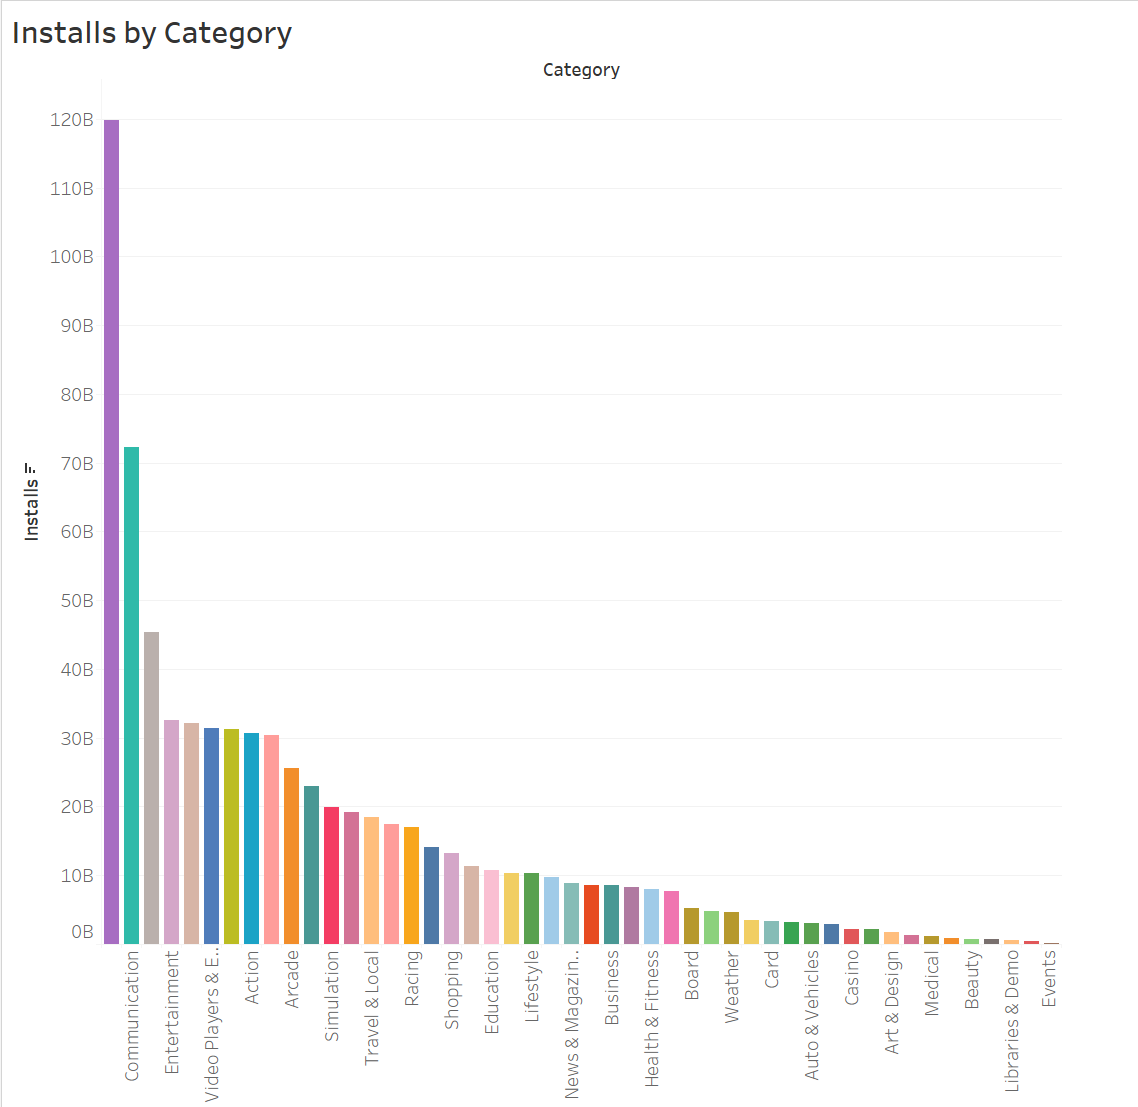 Installs by Category
Category
120B
110B
100B
90B
80B
70B
60B
50B
40B
30B
20B
10B
0B
Installs
Communication
Entertainment
Video Players & E..
Action
Arcade
Simulation
Travel & Local
Racing
Shopping
Education
Lifestyle
News & Magazin..
Business
Health & Fitness
Board
Weather
Card
Auto & Vehicles
Casino
Art & Design
Medical
Beauty
Libraries & Demo
Events